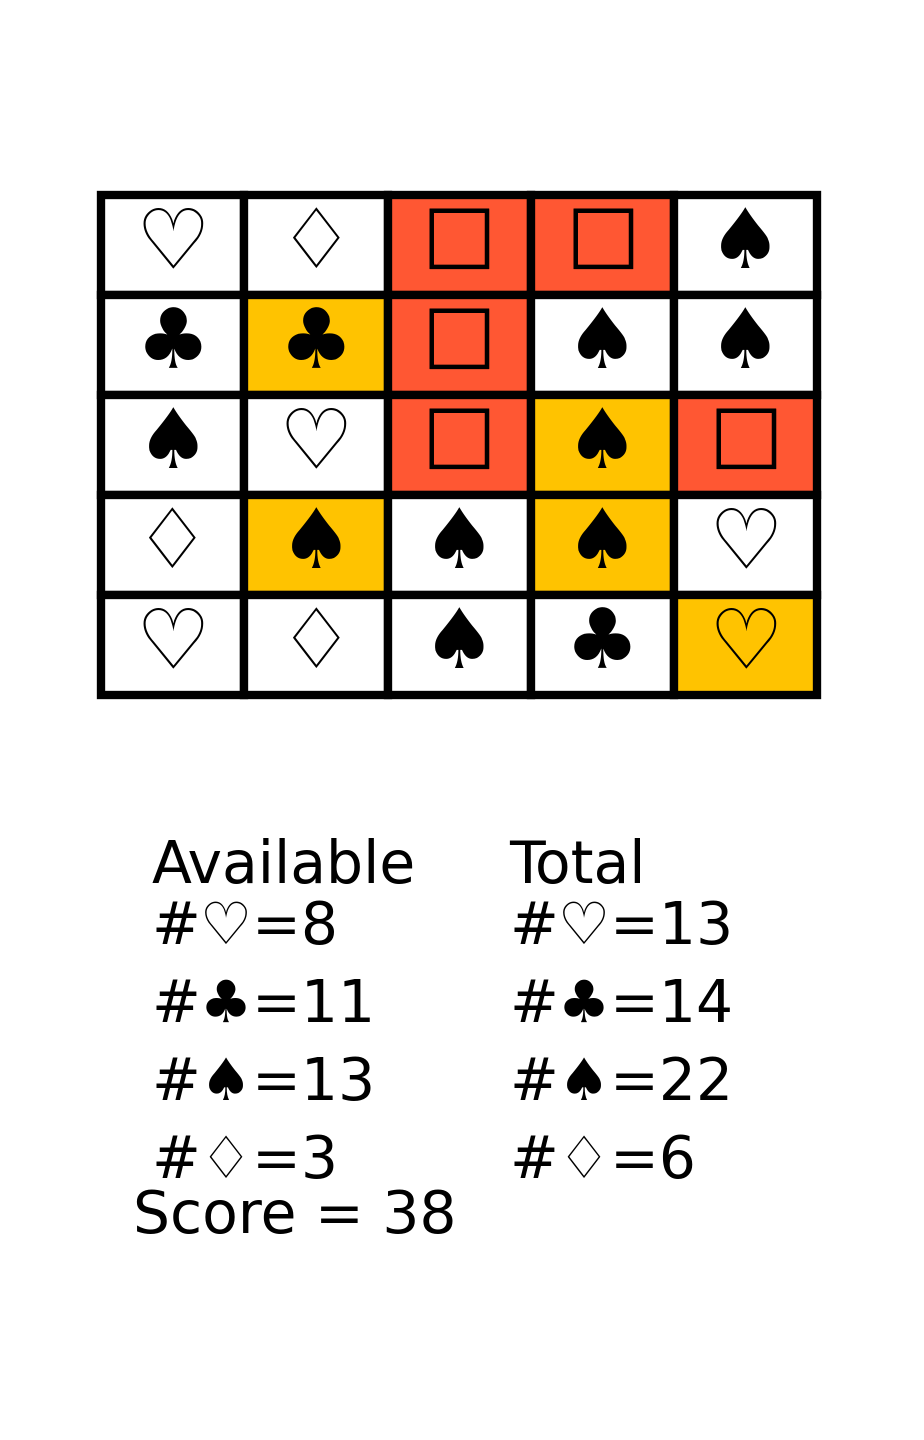 ♡ ♢ □ □ ♠
♣ ♣ □ ♠ ♠
♠ ♡ □ ♠ □
♢ ♠ ♠ ♠ ♡
♡ ♢ ♠ ♣ ♡
Available Total
#♡=8 #♡=13
#♣=11 #♣=14
#♠=13 #♠=22
#♢=3 #♢=6
Score = 38